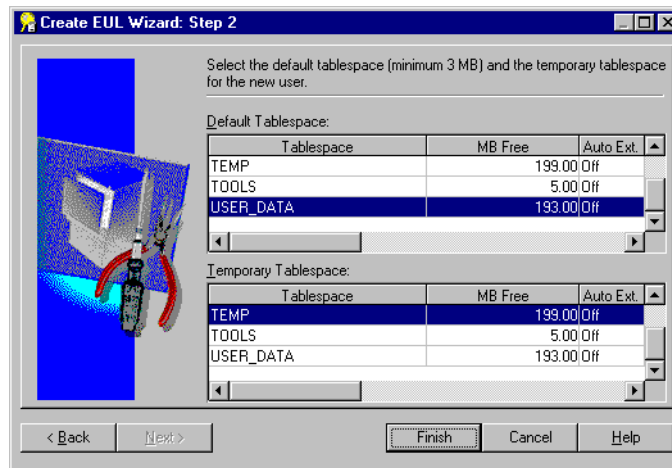 Create EUL Wizard: Step 2
Select the default tablespace (minimum 3 MB) and the temporary tablespace
for the new user.
Default Tablespace:
Tablespace MB Free Auto Ext.
TEMP 199.00 Off
TOOLS 5.00 Off
USER_DATA 193.00 Off
Temporary Tablespace:
Tablespace MB Free Auto Ext.
TEMP 199.00 Off
TOOLS 5.00 Off
USER_DATA 193.00 Off
< Back Next > Finish Cancel Help